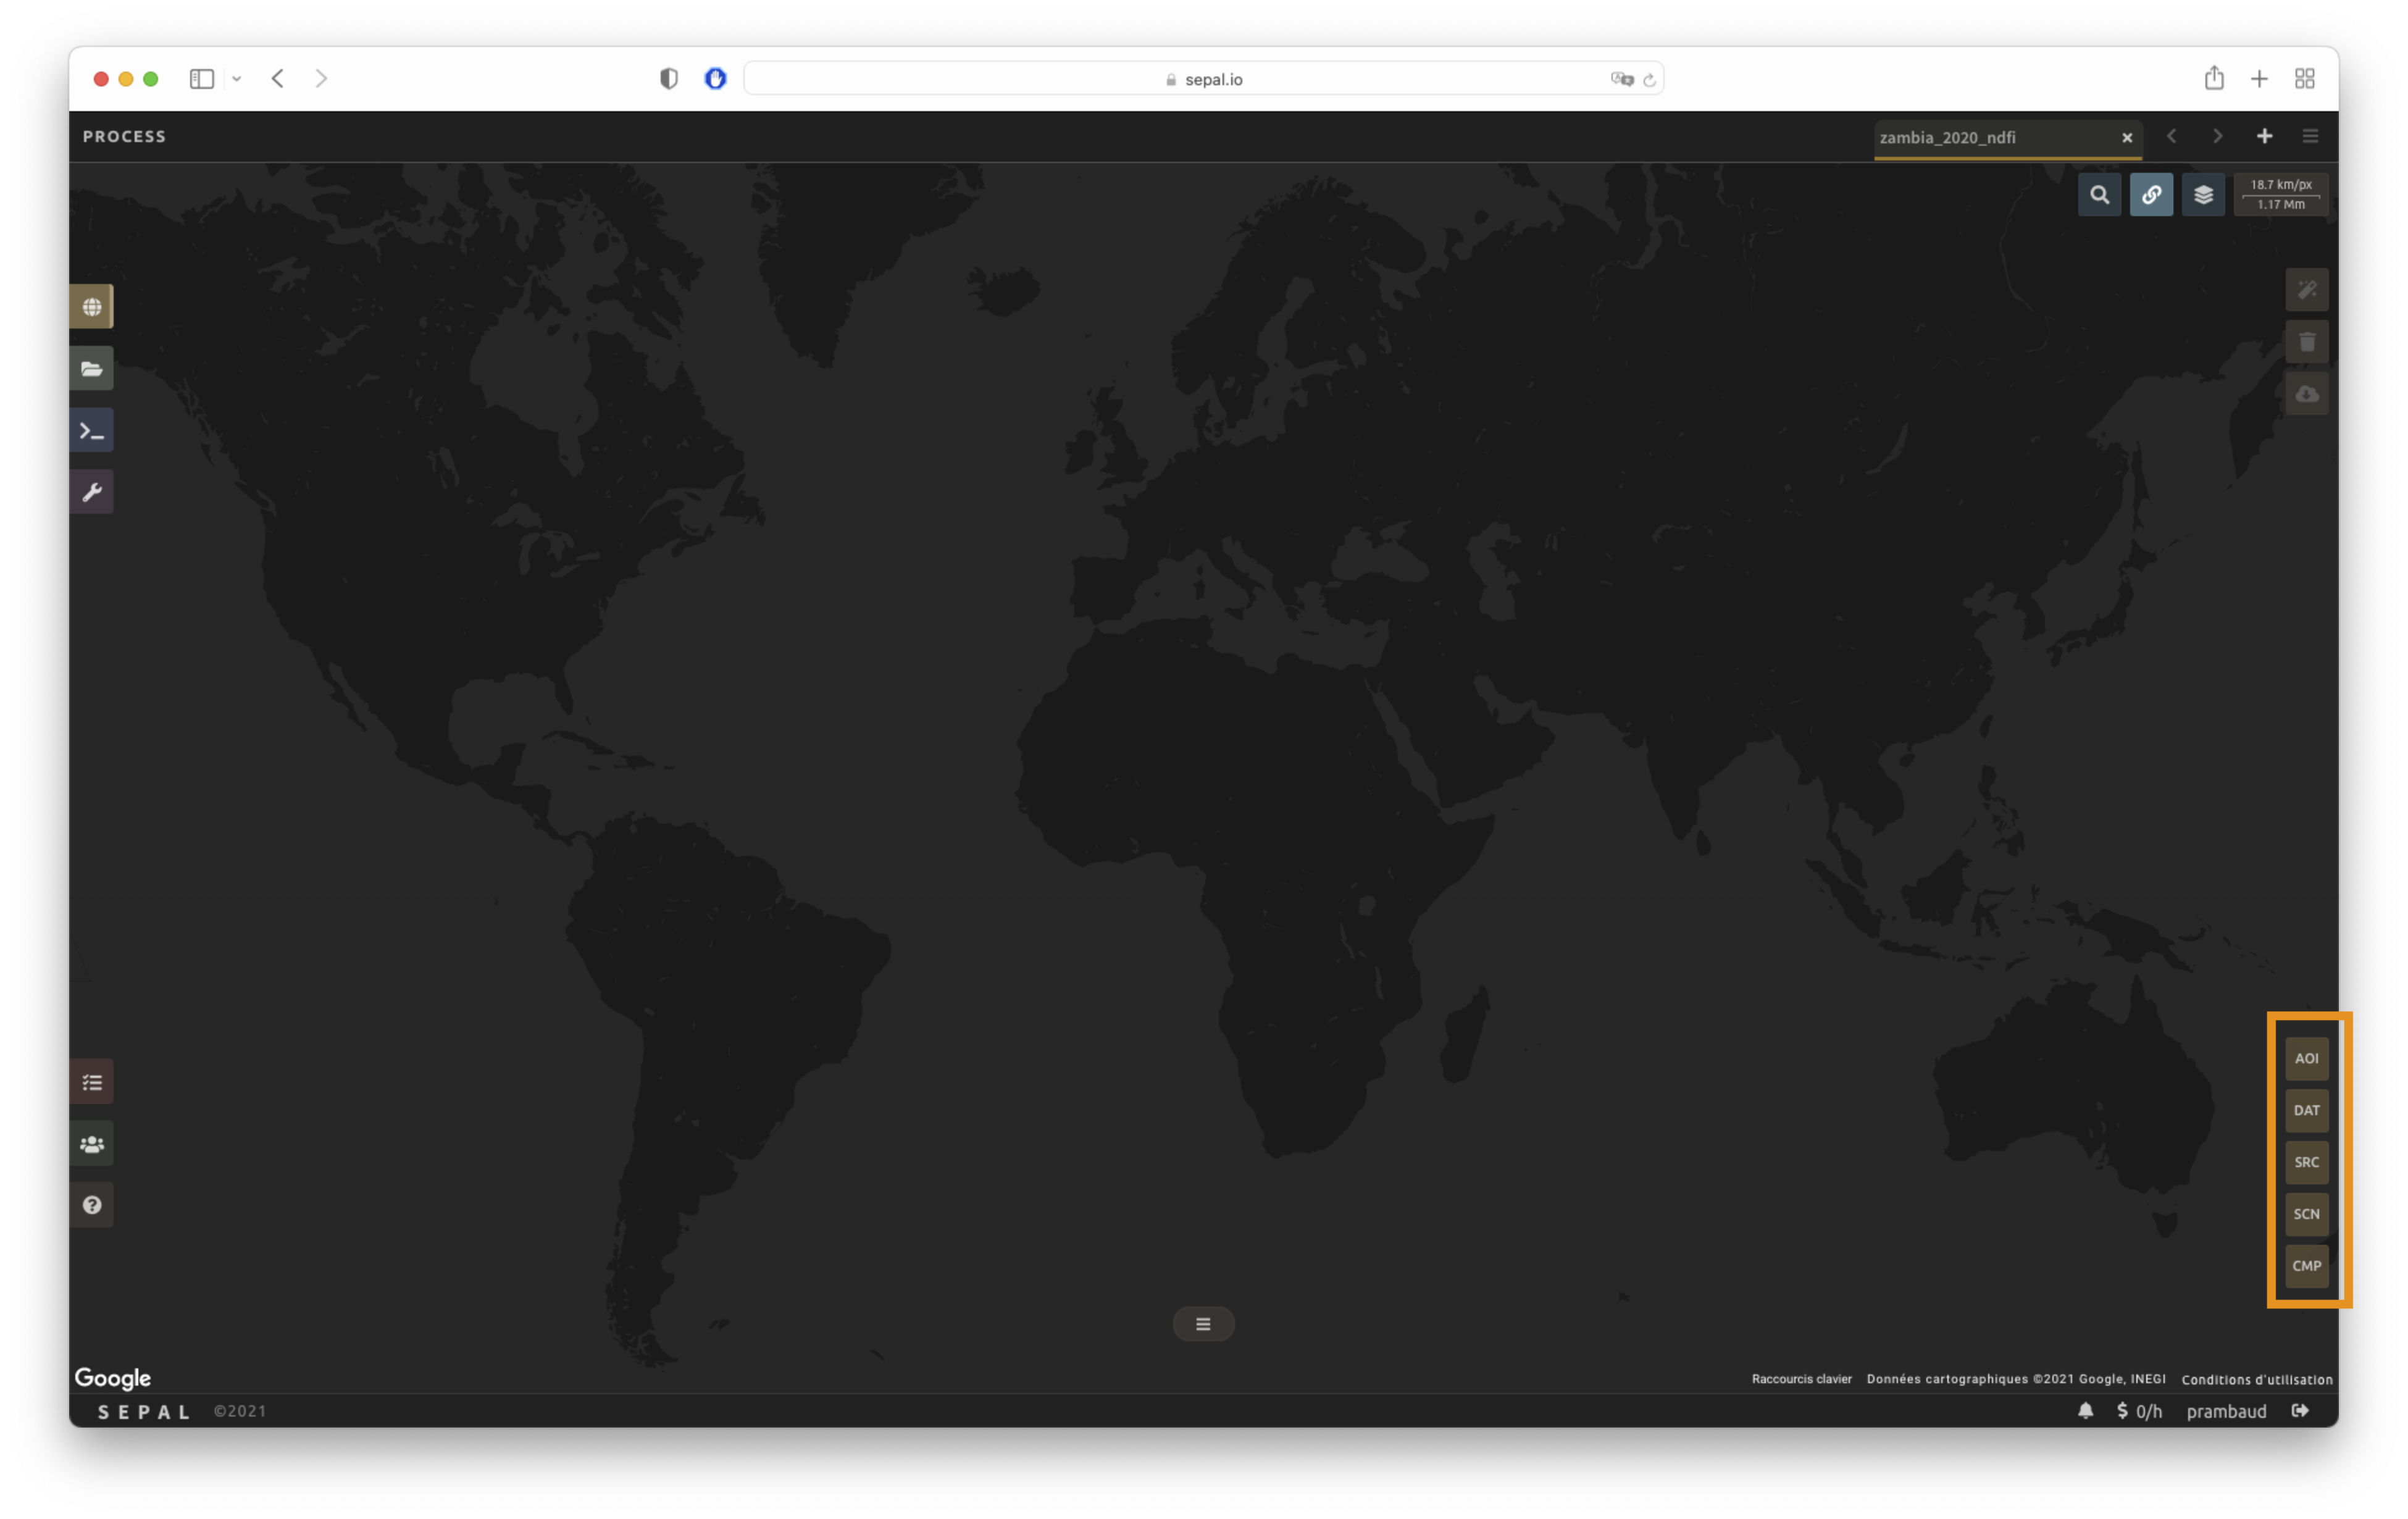 sepal.io
PROCESS
zambia_2020_ndfi
18.7 km/px
1.17 Mm
AOI
DAT
SRC
SCN
CMP
Google
Raccourcis clavier Données cartographiques ©2021 Google, INEGI Conditions d'utilisation
SEPAL ©2021
$ 0/h prambaud